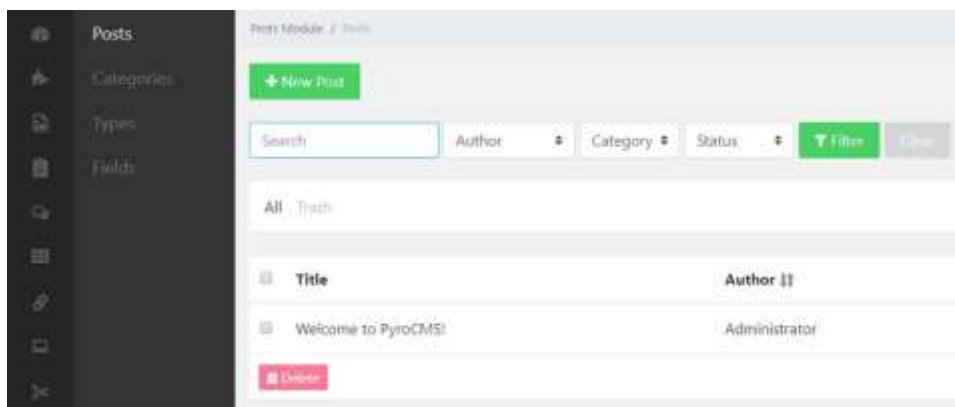 Posts
Categories
Types
Fields
Posts Module / Posts
+ New Post
Search
Author
Category
Status
Filter
Clear
All Trash
Title Author
Welcome to PyroCMS! Administrator
Delete